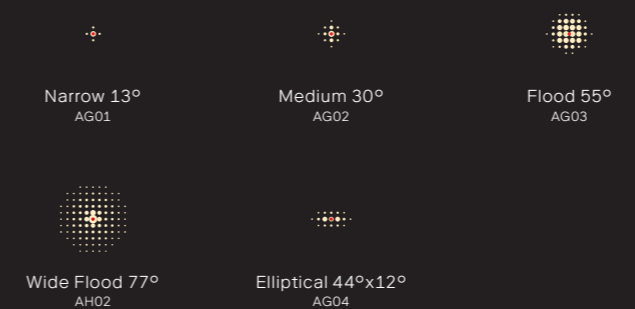 Narrow 13°
AG01
Medium 30°
AG02
Flood 55°
AG03
Wide Flood 77°
AH02
Elliptical 44°x12°
AG04